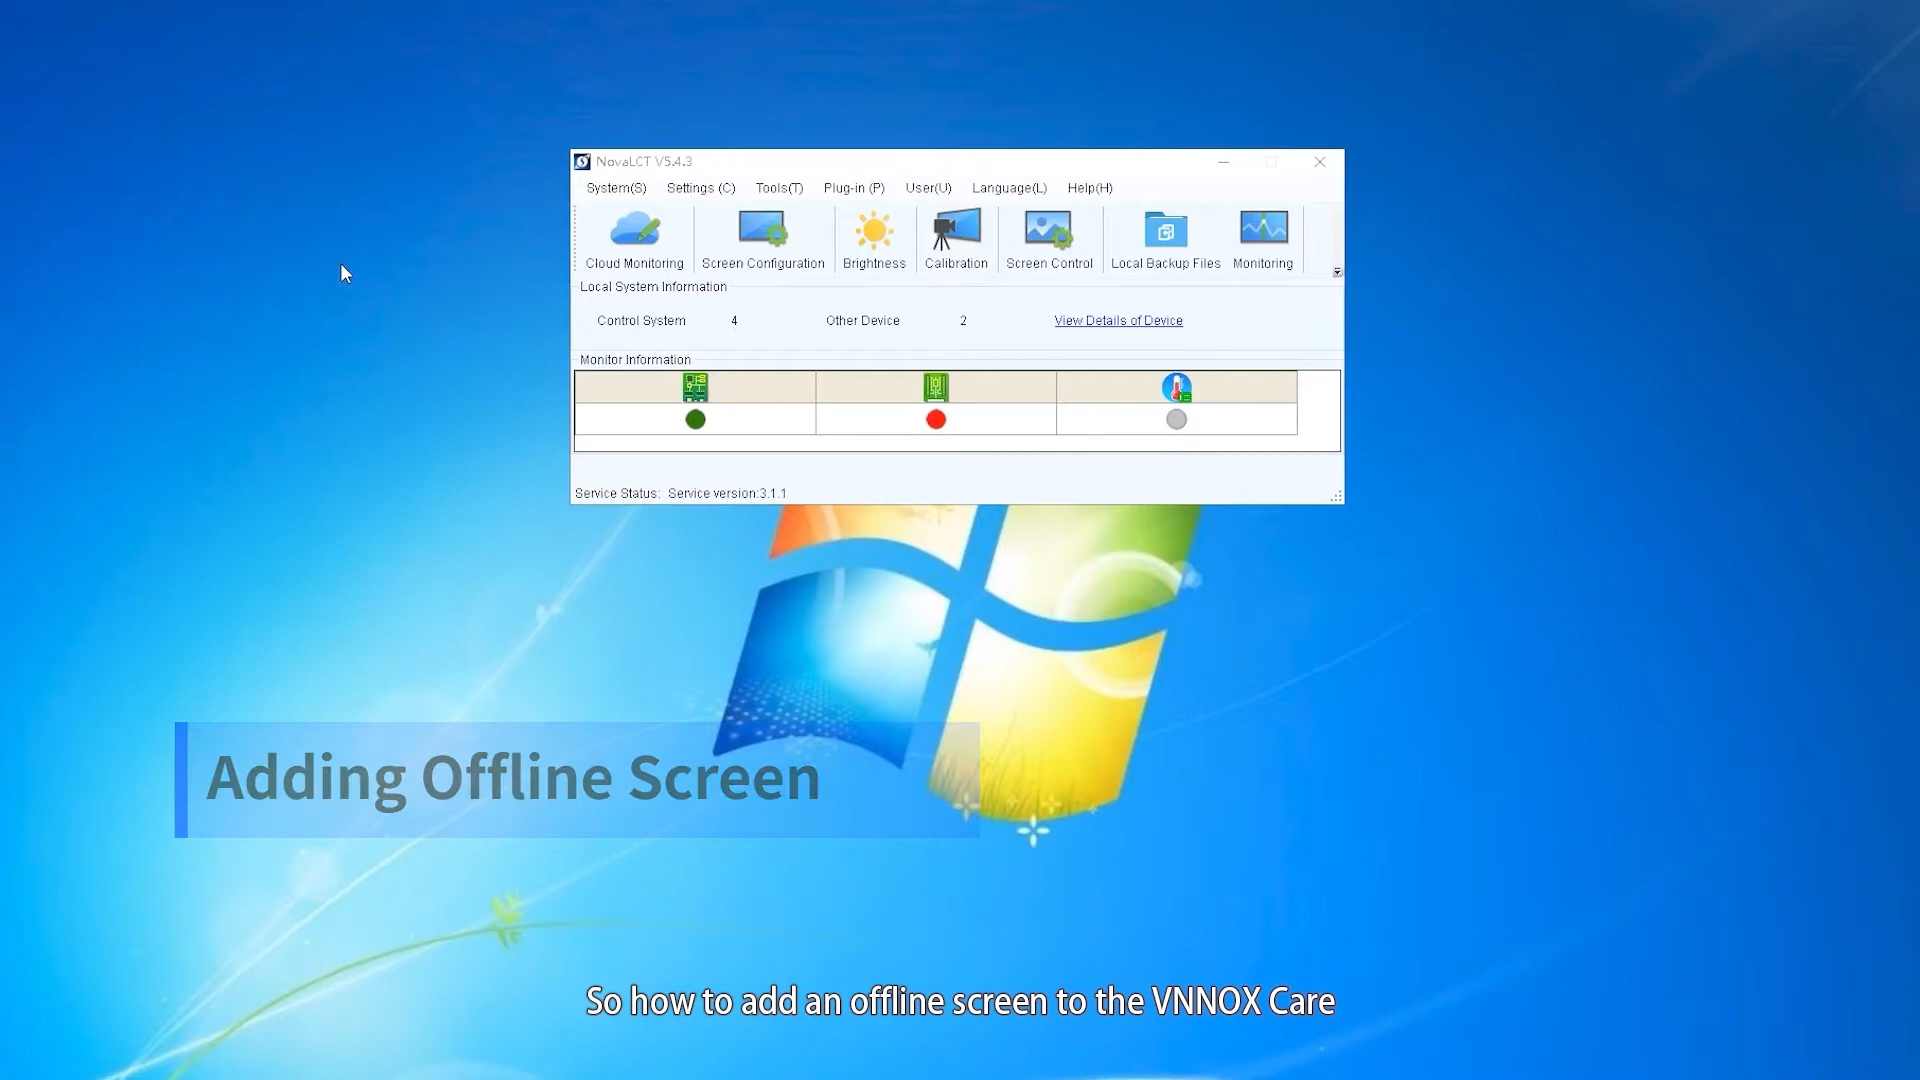 NovaLCT V5.4.3
System(S) Settings (C) Tools(T) Plug-in (P) User(U) Language(L) Help(H)
Cloud Monitoring Screen Configuration Brightness Calibration Screen Control Local Backup Files Monitoring
Local System Information
Control System 4 Other Device 2 View Details of Device
Monitor Information
Service Status: Service version:3.1.1
Adding Offline Screen
So how to add an offline screen to the VNNOX Care